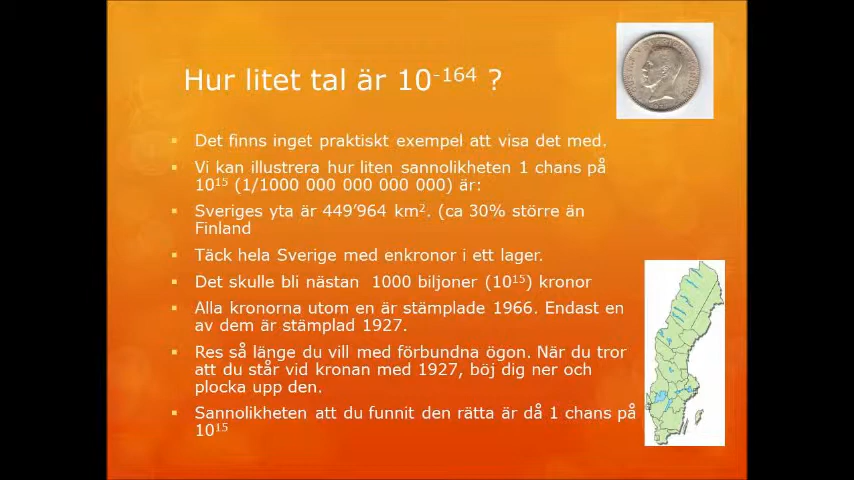 Hur litet tal är 10⁻¹⁶⁴ ?
Det finns inget praktiskt exempel att visa det med.
Vi kan illustrera hur liten sannolikheten 1 chans på
10¹⁵ (1/1000 000 000 000 000) är:
Sveriges yta är 449’964 km². (ca 30% större än
Finland
Täck hela Sverige med enkronor i ett lager.
Det skulle bli nästan  1000 biljoner (10¹⁵) kronor
Alla kronorna utom en är stämplade 1966. Endast en
av dem är stämplad 1927.
Res så länge du vill med förbundna ögon. När du tror
att du står vid kronan med 1927, böj dig ner och
plocka upp den.
Sannolikheten att du funnit den rätta är då 1 chans på
10¹⁵